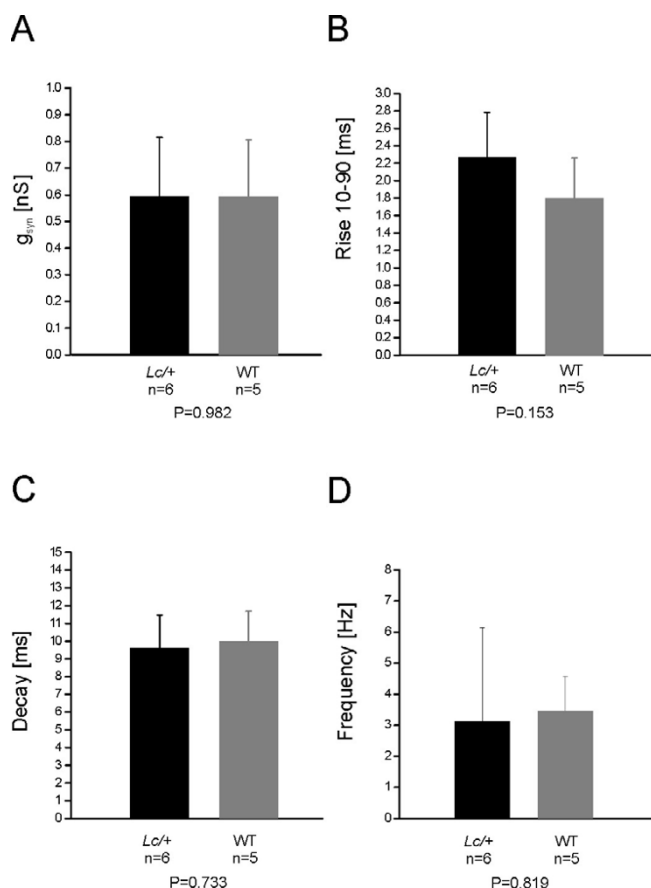 A
1.0
0.9
0.8
0.7
0.6
0.5
0.4
0.3
0.2
0.1
0.0
g_syn [nS]
Lc/+ WT
n=6 n=5
P=0.982
B
3.0
2.8
2.6
2.4
2.2
2.0
1.8
1.6
1.4
1.2
1.0
0.8
0.6
0.4
0.2
0.0
Rise 10-90 [ms]
Lc/+ WT
n=6 n=5
P=0.153
C
15
14
13
12
11
10
9
8
7
6
5
4
3
2
1
0
Decay [ms]
Lc/+ WT
n=6 n=5
P=0.733
D
8
7
6
5
4
3
2
1
0
Frequency [Hz]
Lc/+ WT
n=6 n=5
P=0.819